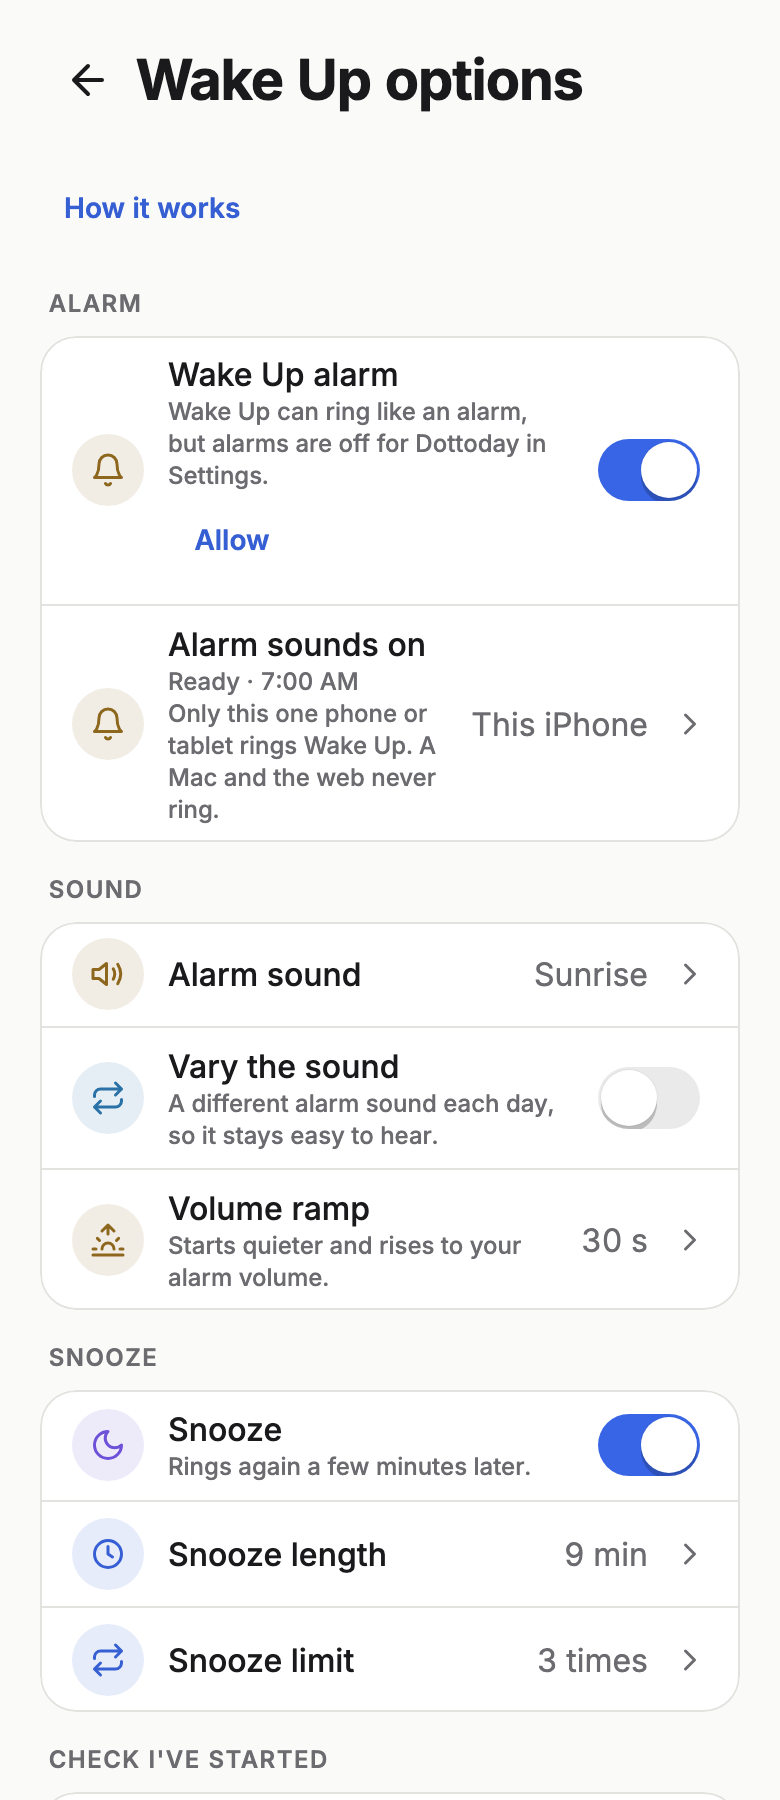 Wake Up options
How it works
ALARM
Wake Up alarm
Wake Up can ring like an alarm,
but alarms are off for Dottoday in
Settings.
Allow
Alarm sounds on
Ready · 7:00 AM
Only this one phone or
tablet rings Wake Up. A
Mac and the web never
ring.
This iPhone
SOUND
Alarm sound
Sunrise
Vary the sound
A different alarm sound each day,
so it stays easy to hear.
Volume ramp
Starts quieter and rises to your
alarm volume.
30 s
SNOOZE
Snooze
Rings again a few minutes later.
Snooze length
9 min
Snooze limit
3 times
CHECK I'VE STARTED